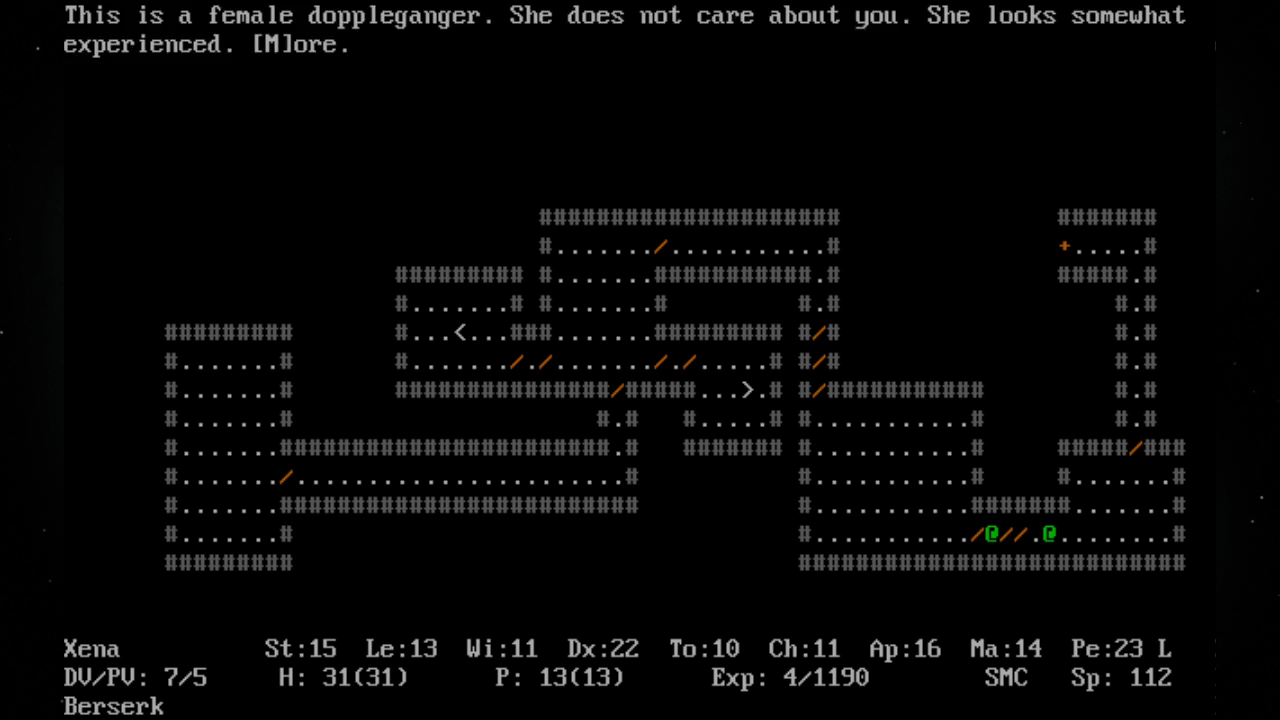 This is a female doppleganger. She does not care about you. She looks somewhat
experienced. [M]ore.
Xena St:15 Le:13 Wi:11 Dx:22 To:10 Ch:11 Ap:16 Ma:14 Pe:23 L
DV/PV: 7/5 H: 31(31) P: 13(13) Exp: 4/1190 SMC Sp: 112
Berserk